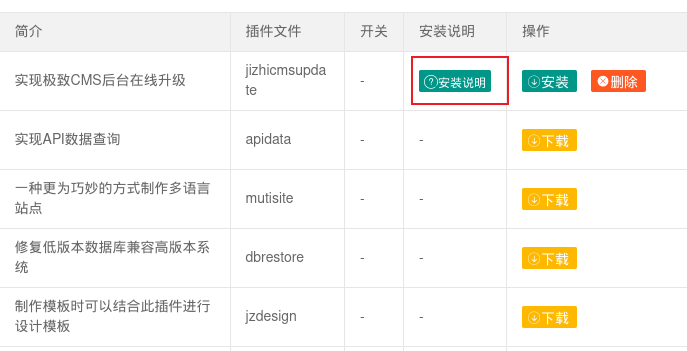 简介 插件文件 开关 安装说明 操作
实现极致CMS后台在线升级 jizhicmsupda
te - 安装说明 安装 删除
实现API数据查询 apidata - - 下载
一种更为巧妙的方式制作多语言
站点 mutisite - - 下载
修复低版本数据库兼容高版本系
统 dbrestore - - 下载
制作模板时可以结合此插件进行
设计模板 jzdesign - - 下载